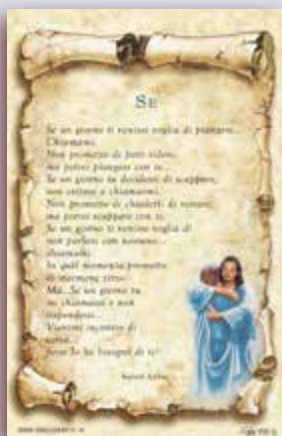 SE
Se un giorno ti venisse voglia di piangere...
Chiamami.
Non prometto di farti ridere,
ma potrei piangere con te...
Se un giorno tu decidessi di scappare,
non esitare a chiamarmi.
Non prometto di chiederti di restare,
ma potrei scappare con te.
Se un giorno ti venisse voglia di
non parlare con nessuno...
chiamami.
In quel momento prometto
di starmene zitto.
Ma... Se un giorno tu
mi chiamassi e non
rispondessi...
Vienimi incontro di
corsa...
forse Io ho bisogno di te!